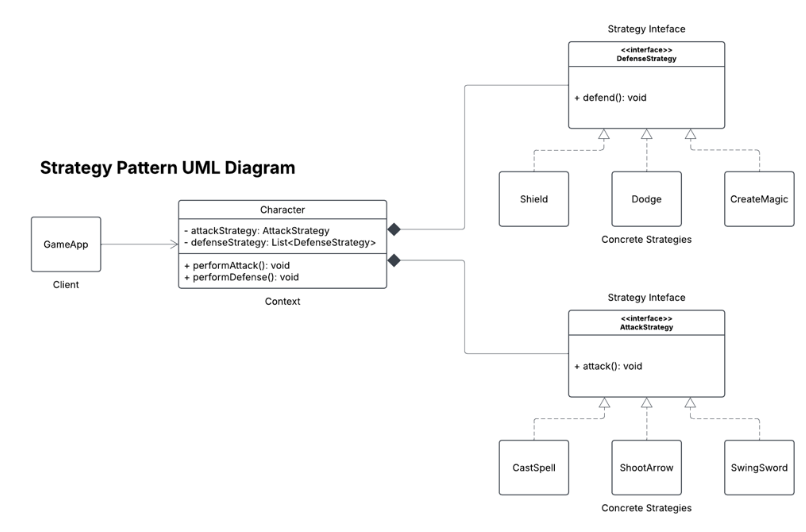 Strategy Inteface
<<interface>>
DefenseStrategy
+ defend(): void
Shield
Dodge
CreateMagic
Concrete Strategies
Strategy Pattern UML Diagram
Character
- attackStrategy: AttackStrategy
- defenseStrategy: List<DefenseStrategy>
+ performAttack(): void
+ performDefense(): void
Context
GameApp
Client
Strategy Inteface
<<interface>>
AttackStrategy
+ attack(): void
CastSpell
ShootArrow
SwingSword
Concrete Strategies